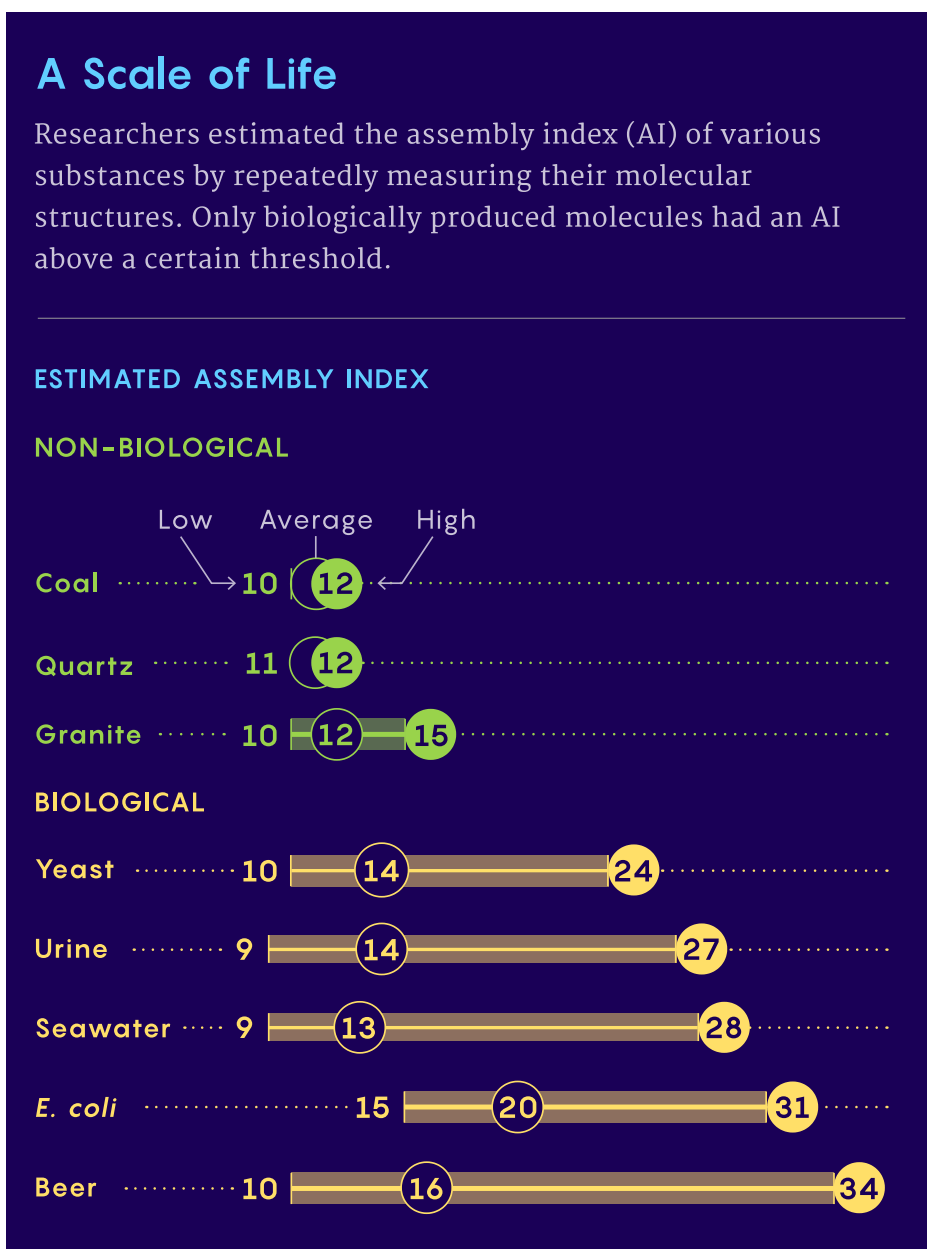 A Scale of Life
Researchers estimated the assembly index (AI) of various
substances by repeatedly measuring their molecular
structures. Only biologically produced molecules had an AI
above a certain threshold.
ESTIMATED ASSEMBLY INDEX
NON-BIOLOGICAL
Low Average High
Coal 10 12
Quartz 11 12
Granite 10 12 15
BIOLOGICAL
Yeast 10 14 24
Urine 9 14 27
Seawater 9 13 28
E. coli 15 20 31
Beer 10 16 34